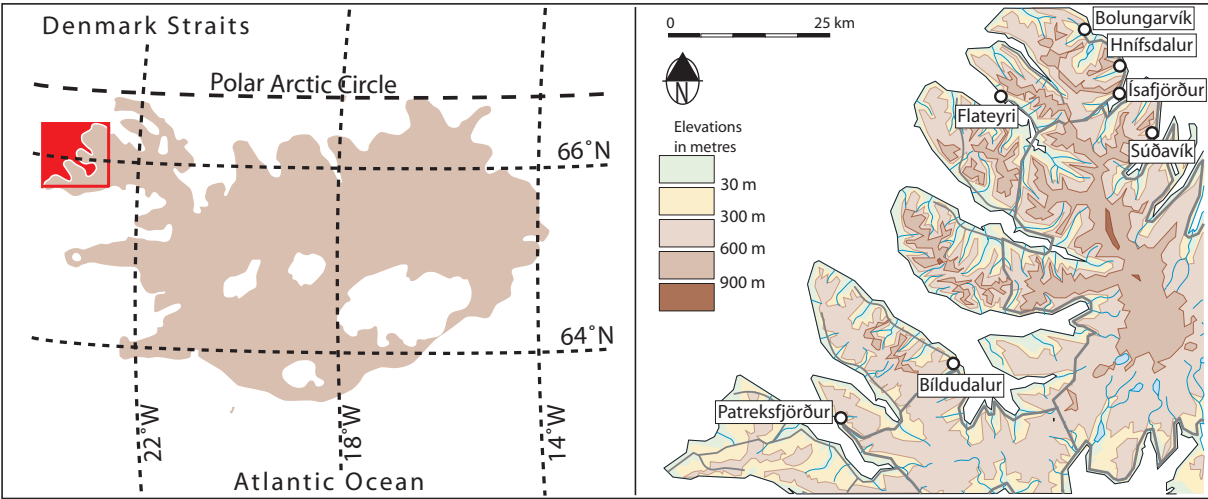 Denmark Straits
Polar Arctic Circle
66˚N
64˚N
22˚W
18˚W
14˚W
Atlantic Ocean
0
25 km
N
Elevations
in metres
30 m
300 m
600 m
900 m
Bolungarvík
Hnífsdalur
Ísafjörður
Flateyri
Súðavík
Bíldudalur
Patreksfjörður